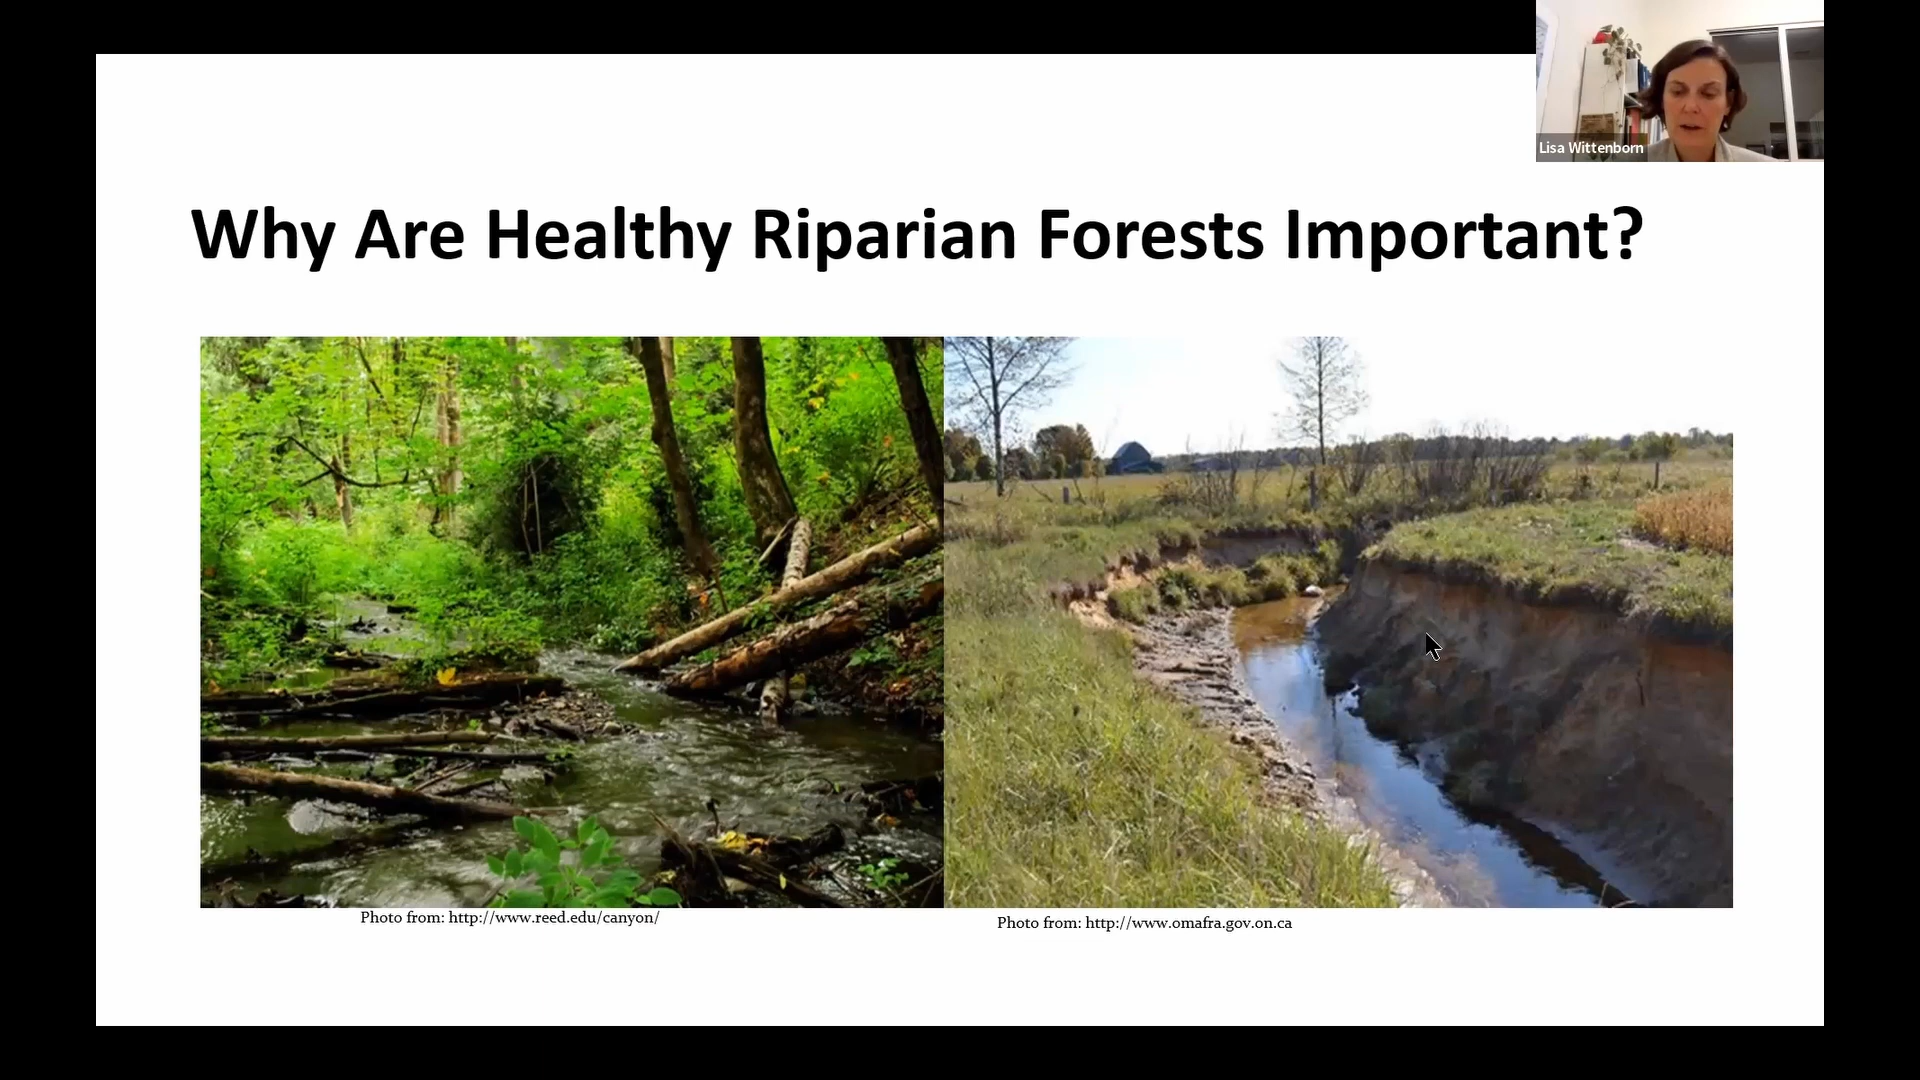 Lisa Wittenborn
Why Are Healthy Riparian Forests Important?
Photo from: http://www.reed.edu/canyon/
Photo from: http://www.omafra.gov.on.ca